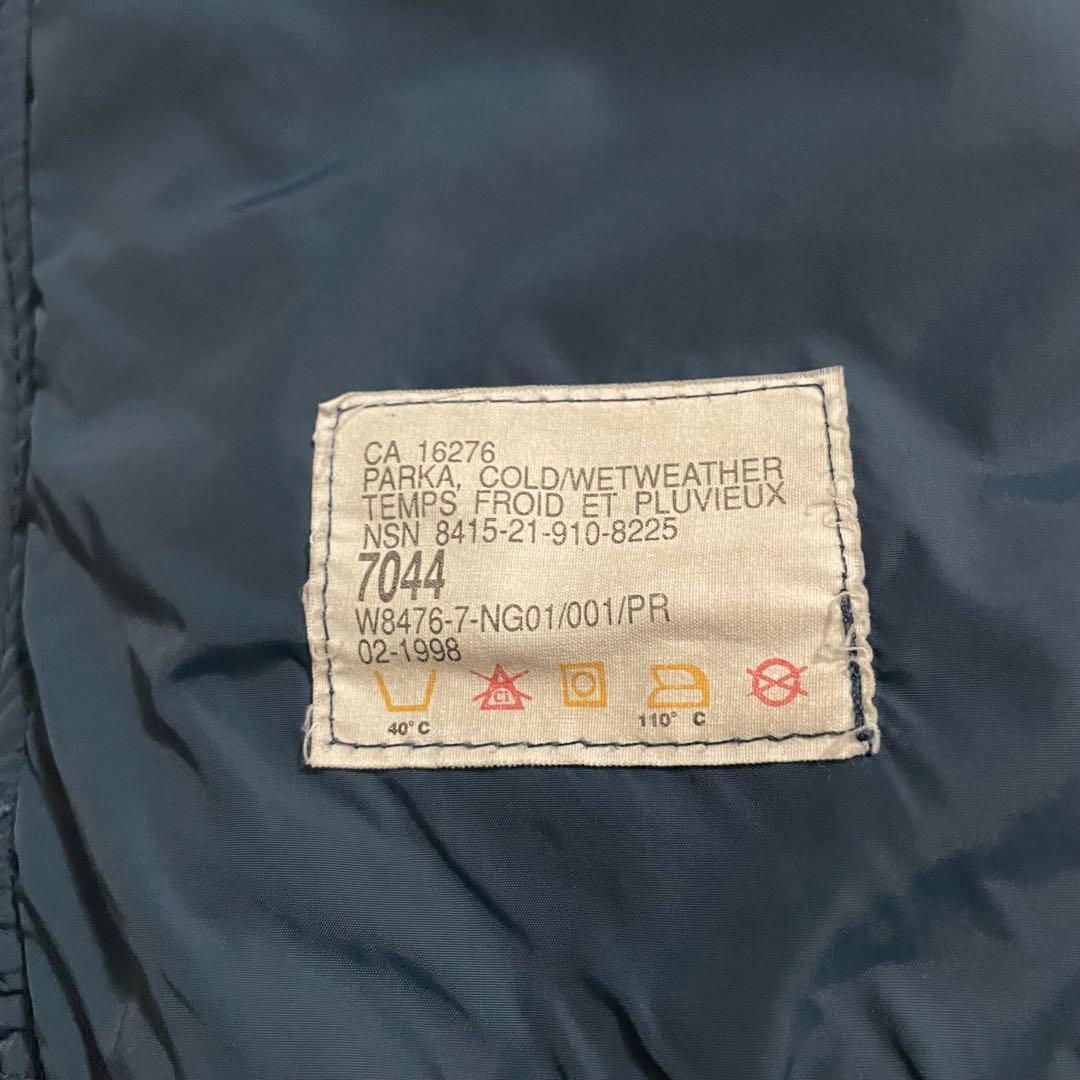 CA 16276
PARKA, COLD/WETWEATHER
TEMPS FROID ET PLUVIEUX
NSN 8415-21-910-8225
7044
W8476-7-NG01/001/PR
02-1998
C1
40° C
110° C